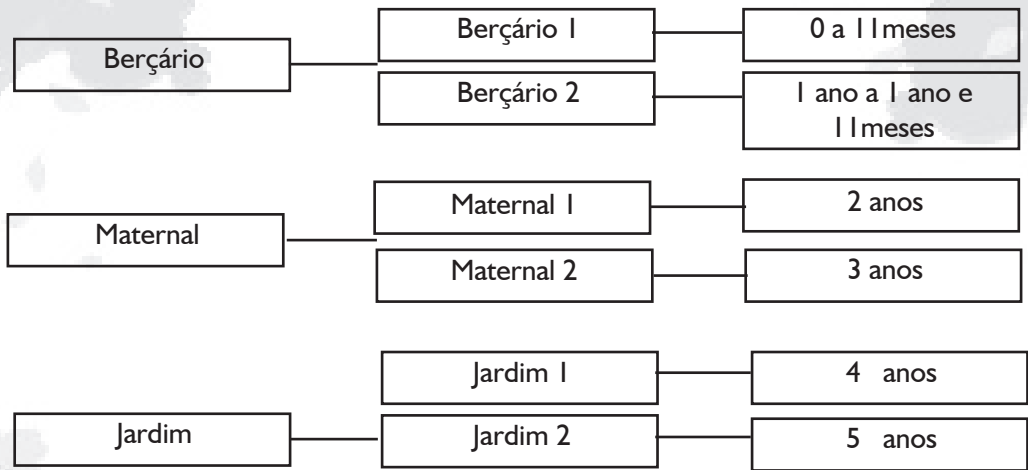 Berçário
Berçário 1
0 a 11meses
Berçário 2
1 ano a 1 ano e
11meses
Maternal
Maternal 1
2 anos
Maternal 2
3 anos
Jardim 1
4 anos
Jardim
Jardim 2
5 anos